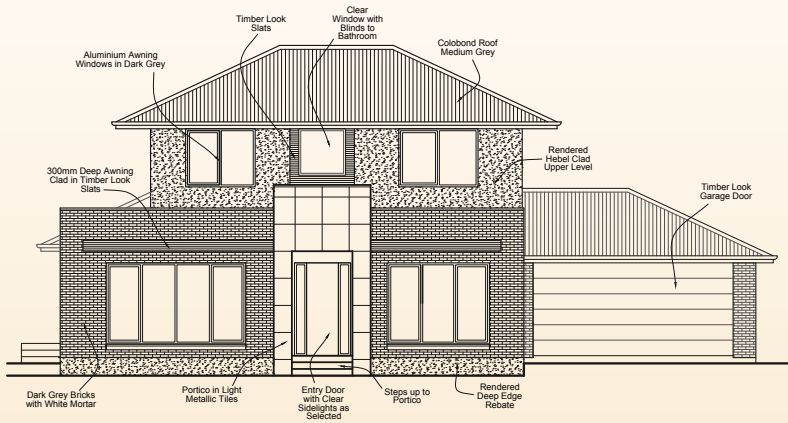 Clear
Window with
Blinds to
Bathroom
Timber Look
Slats
Colobond Roof
Medium Grey
Aluminium Awning
Windows in Dark Grey
300mm Deep Awning
Clad in Timber Look
Slats
Rendered
Hebel Clad
Upper Level
Timber Look
Garage Door
Dark Grey Bricks
with White Mortar
Portico in Light
Metallic Tiles
Entry Door
with Clear
Sidelights as
Selected
Steps up to
Portico
Rendered
Deep Edge
Rebate